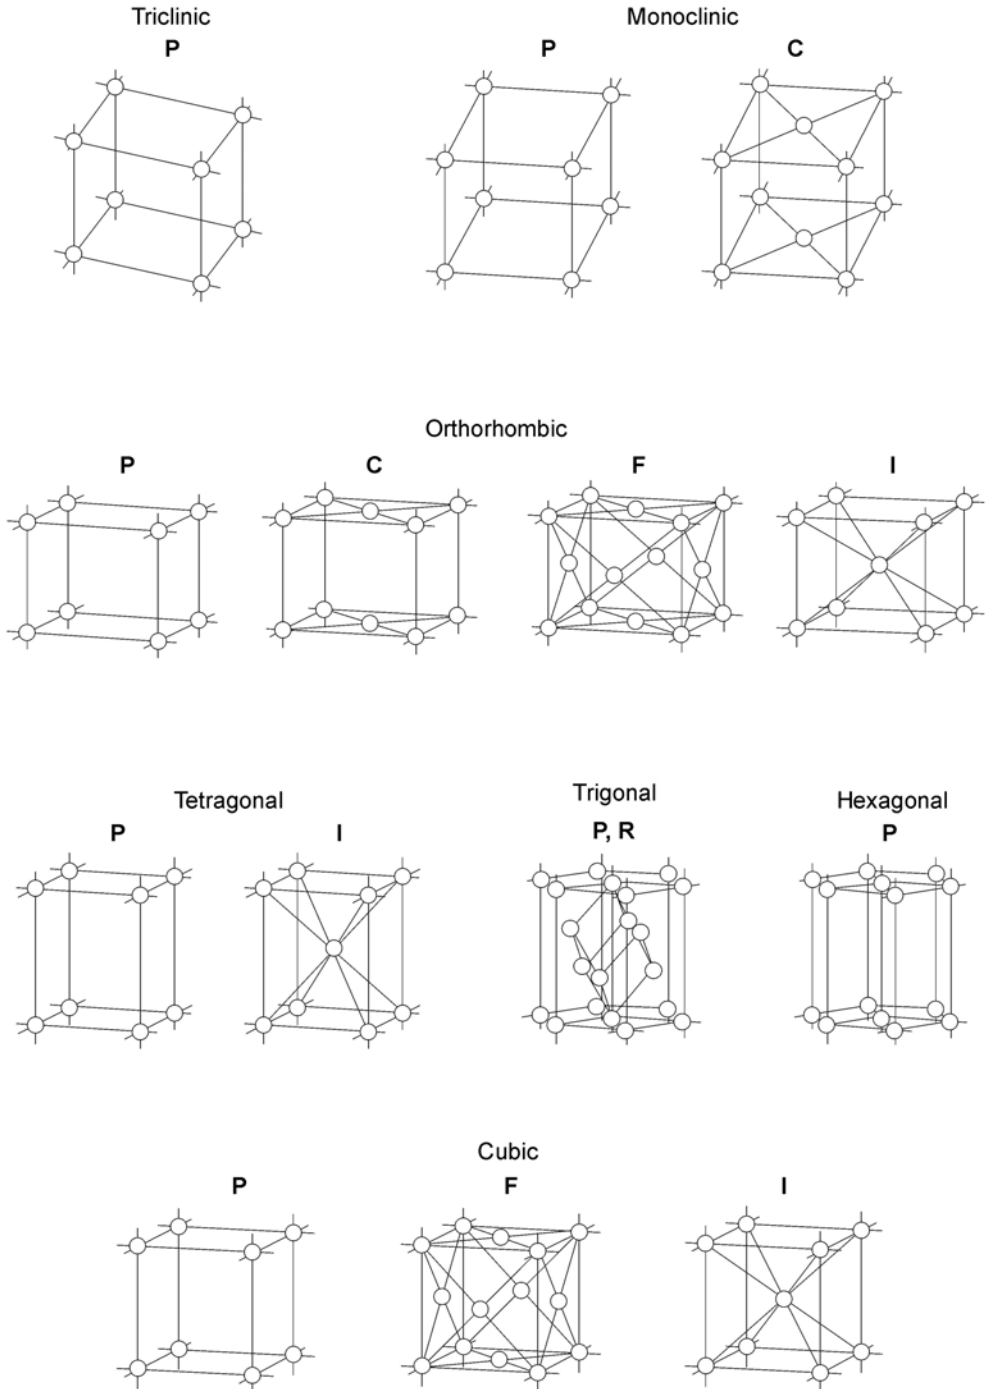 Triclinic
P
Monoclinic
P C
Orthorhombic
P C F I
Tetragonal
P I
Trigonal
P, R
Hexagonal
P
Cubic
P F I